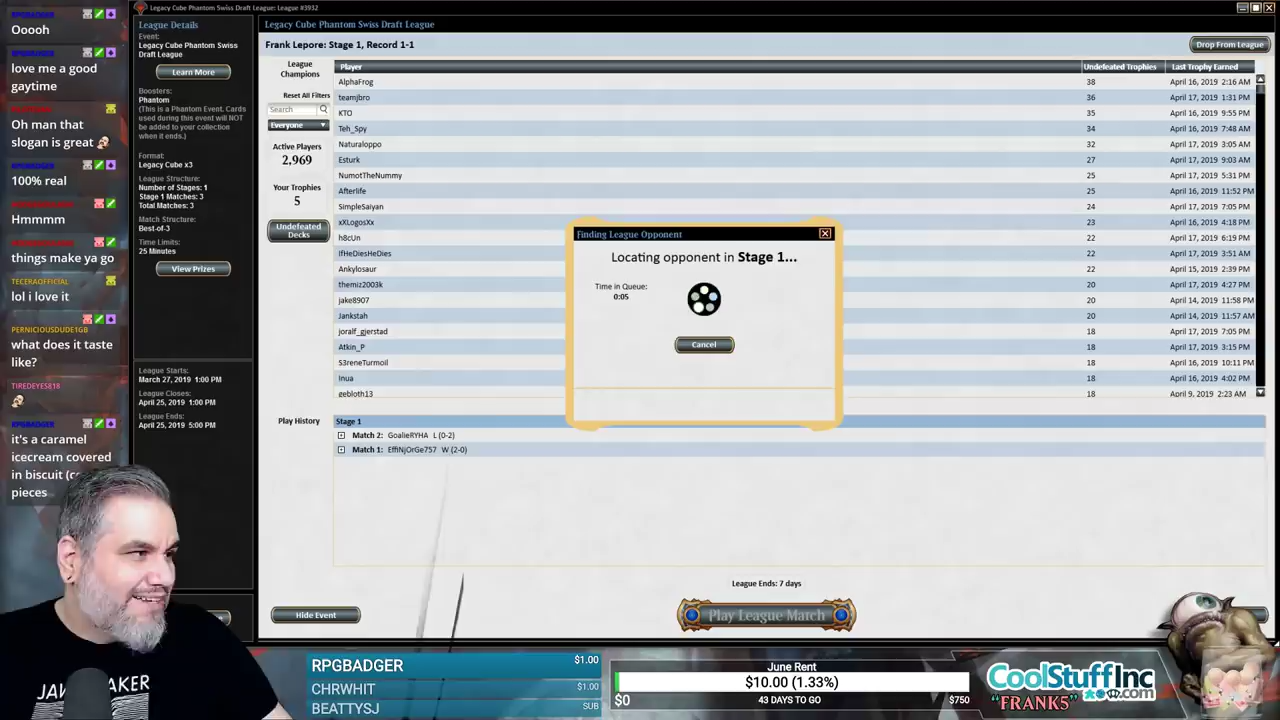 RPGBADGER
Ooooh
RPGBADGER
love me a good
gaytime
Oh man that
slogan is great
RPGBADGER
100% real
Hmmmm
things make ya go
TECERAOFFICIAL
lol i love it
PERNICIOUSDUDE1GB
what does it taste
like?
TIREDEYES818
RPGBADGER
it's a caramel
icecream covered
in biscuit (co
pieces
Legacy Cube Phantom Swiss Draft League: League #3932
League Details
Event:
Legacy Cube Phantom Swiss
Draft League
Learn More
Boosters:
Phantom
(This is a Phantom Event. Cards
used during this event will NOT
be added to your collection
when it ends.)
Format:
Legacy Cube x3
League Structure:
Number of Stages: 1
Stage 1 Matches: 3
Total Matches: 3
Match Structure:
Best-of-3
Time Limits:
25 Minutes
View Prizes
League Starts:
March 27, 2019 1:00 PM
League Closes:
April 25, 2019 1:00 PM
League Ends:
April 25, 2019 5:00 PM
Legacy Cube Phantom Swiss Draft League
Frank Lepore: Stage 1, Record 1-1
Drop From League
League
Champions
Reset All Filters
Search
Everyone
Active Players
2,969
Your Trophies
5
Undefeated
Decks
Player Undefeated Trophies Last Trophy Earned
AlphaFrog 38 April 16, 2019 2:16 AM
teamjbro 36 April 17, 2019 1:31 PM
KTO 35 April 16, 2019 9:55 PM
Teh_Spy 34 April 16, 2019 7:48 AM
Naturaloppo 32 April 17, 2019 3:05 AM
Esturk 27 April 17, 2019 9:03 AM
NumotTheNummy 25 April 17, 2019 5:31 PM
Afterlife 25 April 16, 2019 11:52 PM
SimpleSaiyan 24 April 17, 2019 7:05 PM
xXLogosXx 23 April 16, 2019 4:18 PM
h8cUn 22 April 17, 2019 6:19 PM
IfHeDiesHeDies 22 April 17, 2019 3:51 AM
Ankylosaur 22 April 15, 2019 2:39 PM
themiz2003k 20 April 17, 2019 4:27 PM
jake8907 20 April 14, 2019 11:58 PM
Jankstah 20 April 14, 2019 11:57 AM
joralf_gjerstad 18 April 17, 2019 7:05 PM
Atkin_P 18 April 17, 2019 3:15 PM
S3reneTurmoil 18 April 16, 2019 10:11 PM
Inua 18 April 16, 2019 4:02 PM
gebloth13 18 April 9, 2019 2:23 AM
Finding League Opponent
Locating opponent in Stage 1...
Time in Queue:
0:05
Cancel
Play History
Stage 1
Match 2: GoalieRYHA L (0-2)
Match 1: EffiNjOrGe757 W (2-0)
League Ends: 7 days
Hide Event
Play League Match
RPGBADGER $1.00
CHRWHIT $1.00
BEATTYSJ SUB
June Rent
$10.00 (1.33%)
$0 43 DAYS TO GO $750
CoolStuffInc
.com
"FRANK5"